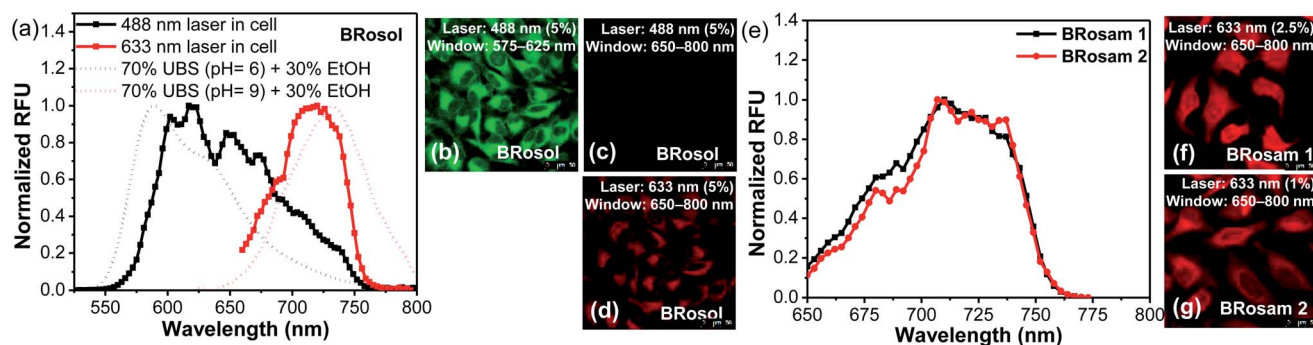 (a)
488 nm laser in cell
BRosol
633 nm laser in cell
70% UBS (pH= 6) + 30% EtOH
70% UBS (pH= 9) + 30% EtOH
Normalized RFU
1.4
1.2
1.0
0.8
0.6
0.4
0.2
0.0
550 600 650 700 750 800
Wavelength (nm)
Laser: 488 nm (5%)
Window: 575–625 nm
(b)
BRosol
Laser: 488 nm (5%)
Window: 650–800 nm
(c)
BRosol
Laser: 633 nm (5%)
Window: 650–800 nm
(d)
BRosol
(e)
BRosam 1
BRosam 2
Normalized RFU
1.4
1.2
1.0
0.8
0.6
0.4
0.2
0.0
650 675 700 725 750 775 800
Wavelength (nm)
Laser: 633 nm (2.5%)
Window: 650–800 nm
(f)
BRosam 1
Laser: 633 nm (1%)
Window: 650–800 nm
(g)
BRosam 2